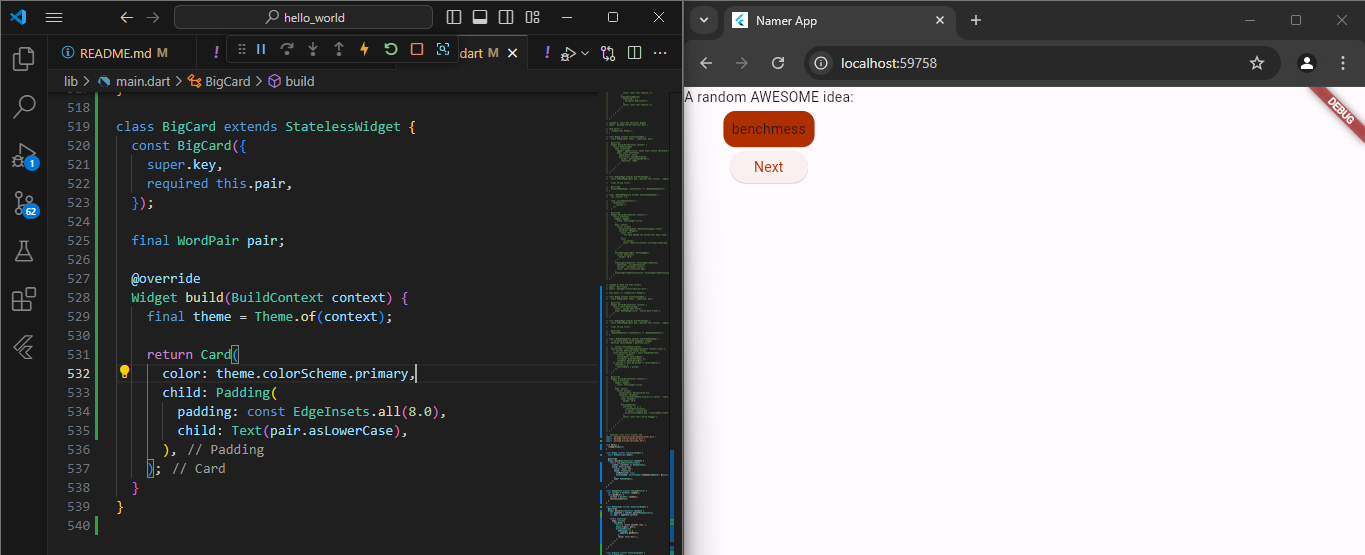 hello_world
README.md M
!
dart M
!
lib > main.dart > BigCard > build
518
519 class BigCard extends StatelessWidget {
520 const BigCard({
521 super.key,
522 required this.pair,
523 });
524
525 final WordPair pair;
526
527 @override
528 Widget build(BuildContext context) {
529 final theme = Theme.of(context);
530
531 return Card(
532 color: theme.colorScheme.primary,
533 child: Padding(
534 padding: const EdgeInsets.all(8.0),
535 child: Text(pair.asLowerCase),
536 ), // Padding
537 ); // Card
538 }
539 }
540
1
62
Namer App
localhost:59758
A random AWESOME idea:
benchmess
Next
DEBUG